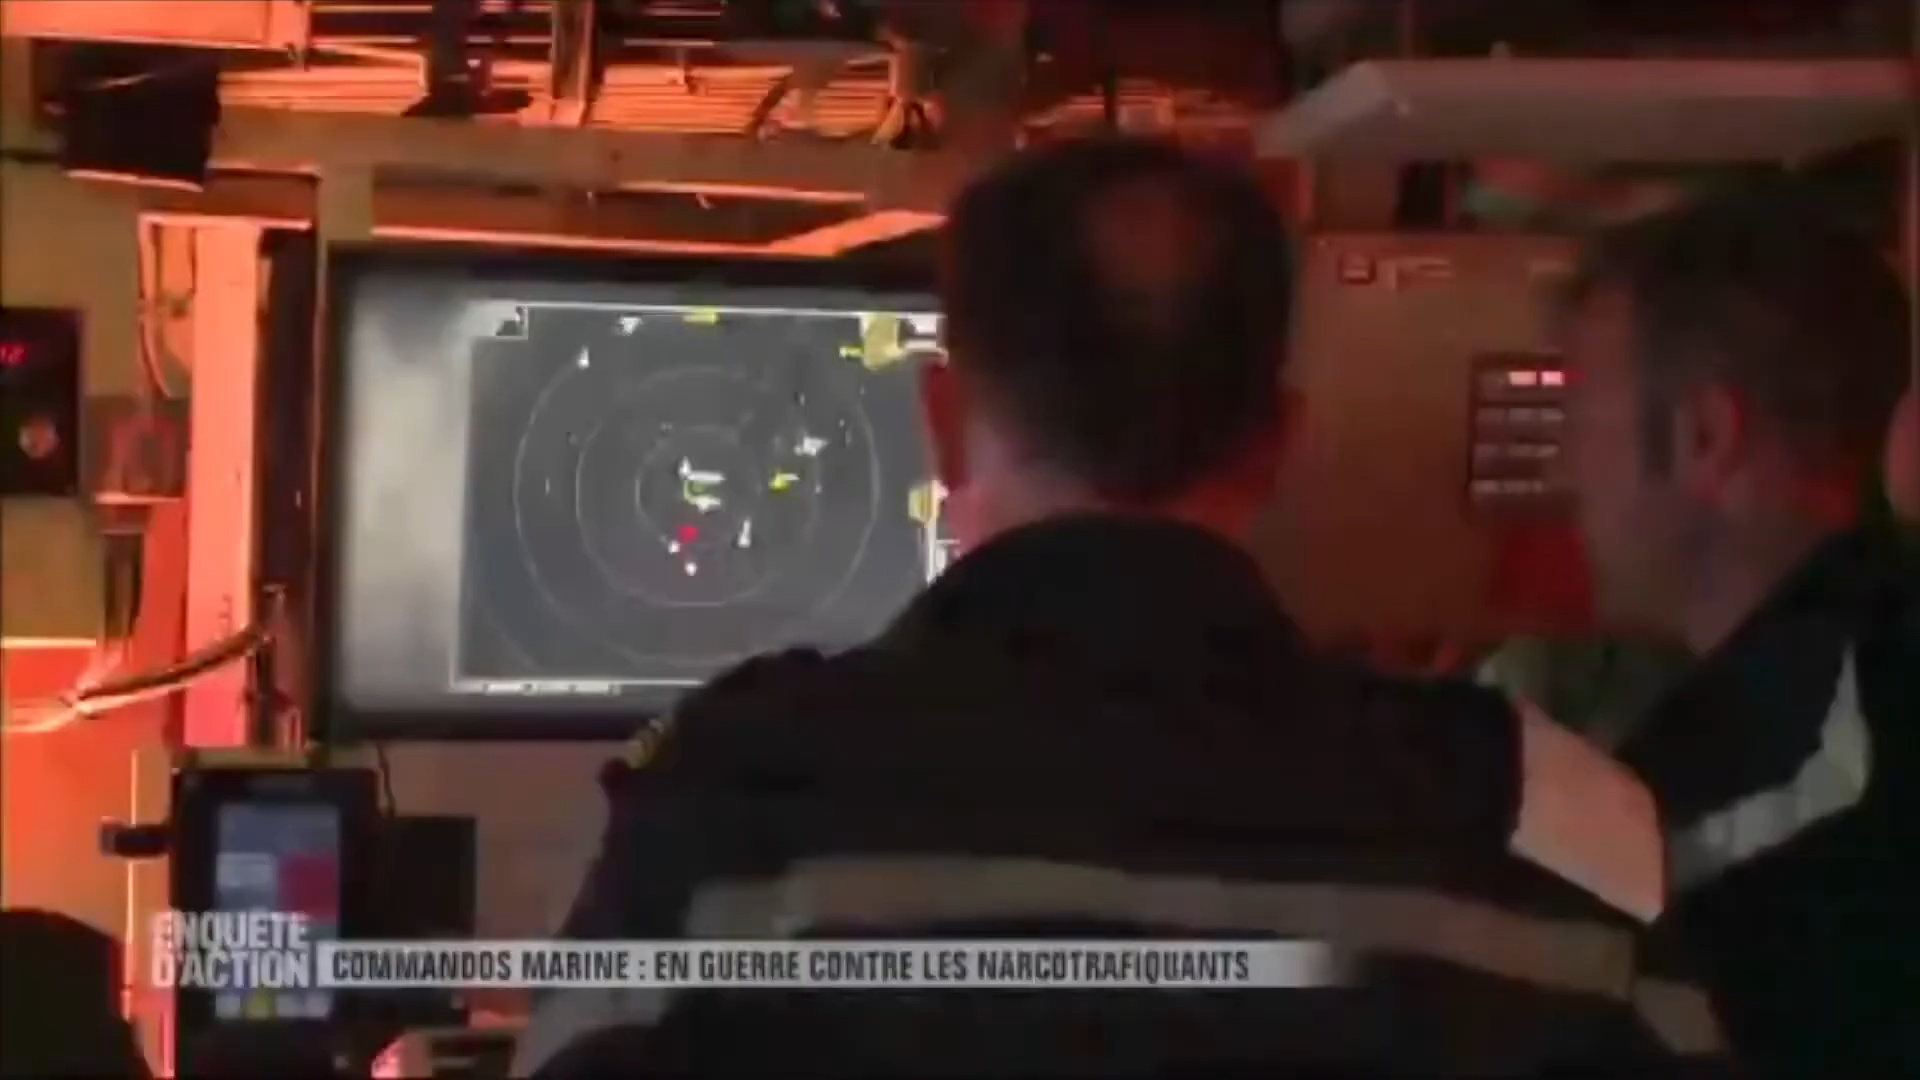 ENQUÊTE
D'ACTION
COMMANDOS MARINE : EN GUERRE CONTRE LES NARCOTRAFIQUANTS